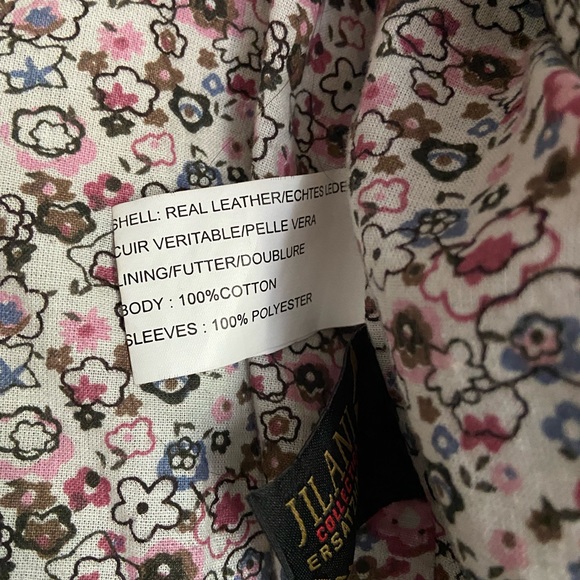 SHELL: REAL LEATHER/ECHTES LEDE
CUIR VERITABLE/PELLE VERA
LINING/FUTTER/DOUBLURE
BODY : 100%COTTON
SLEEVES : 100% POLYESTER
JILANI
COLLECT
ERSAT